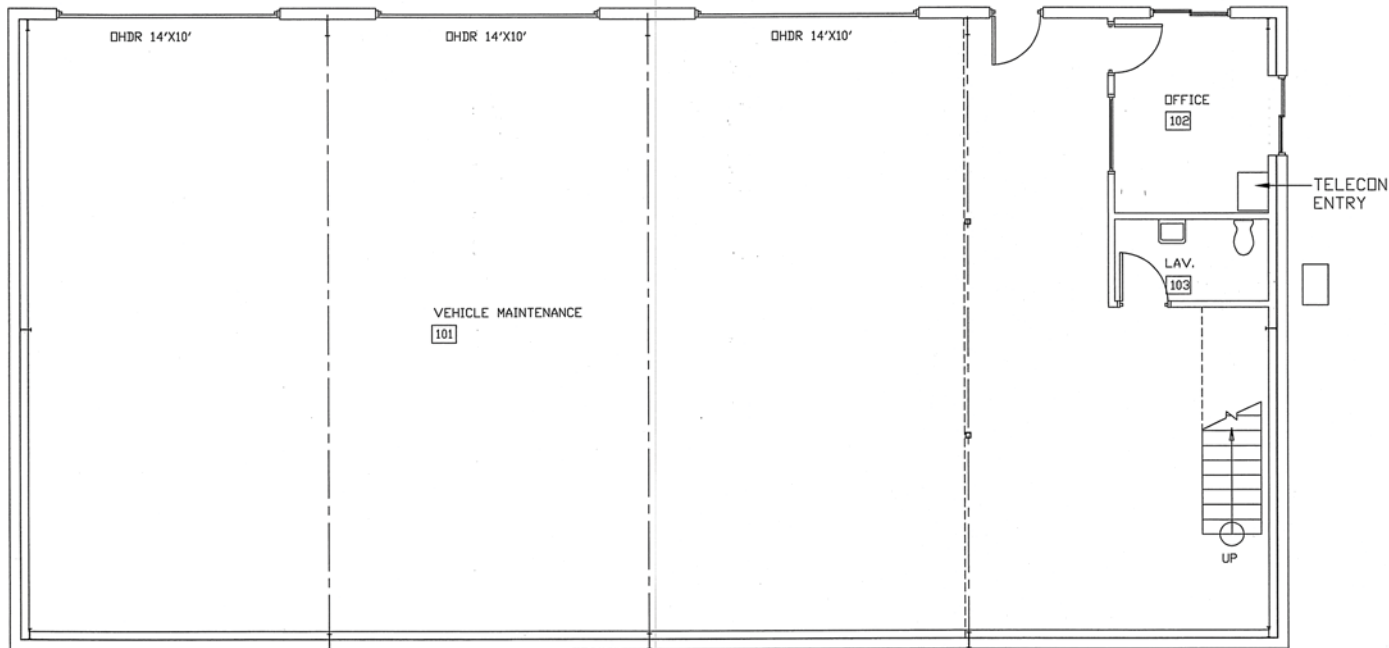 OHDR 14'X10'
OHDR 14'X10'
OHDR 14'X10'
OFFICE
102
TELECON
ENTRY
LAV.
103
VEHICLE MAINTENANCE
101
UP